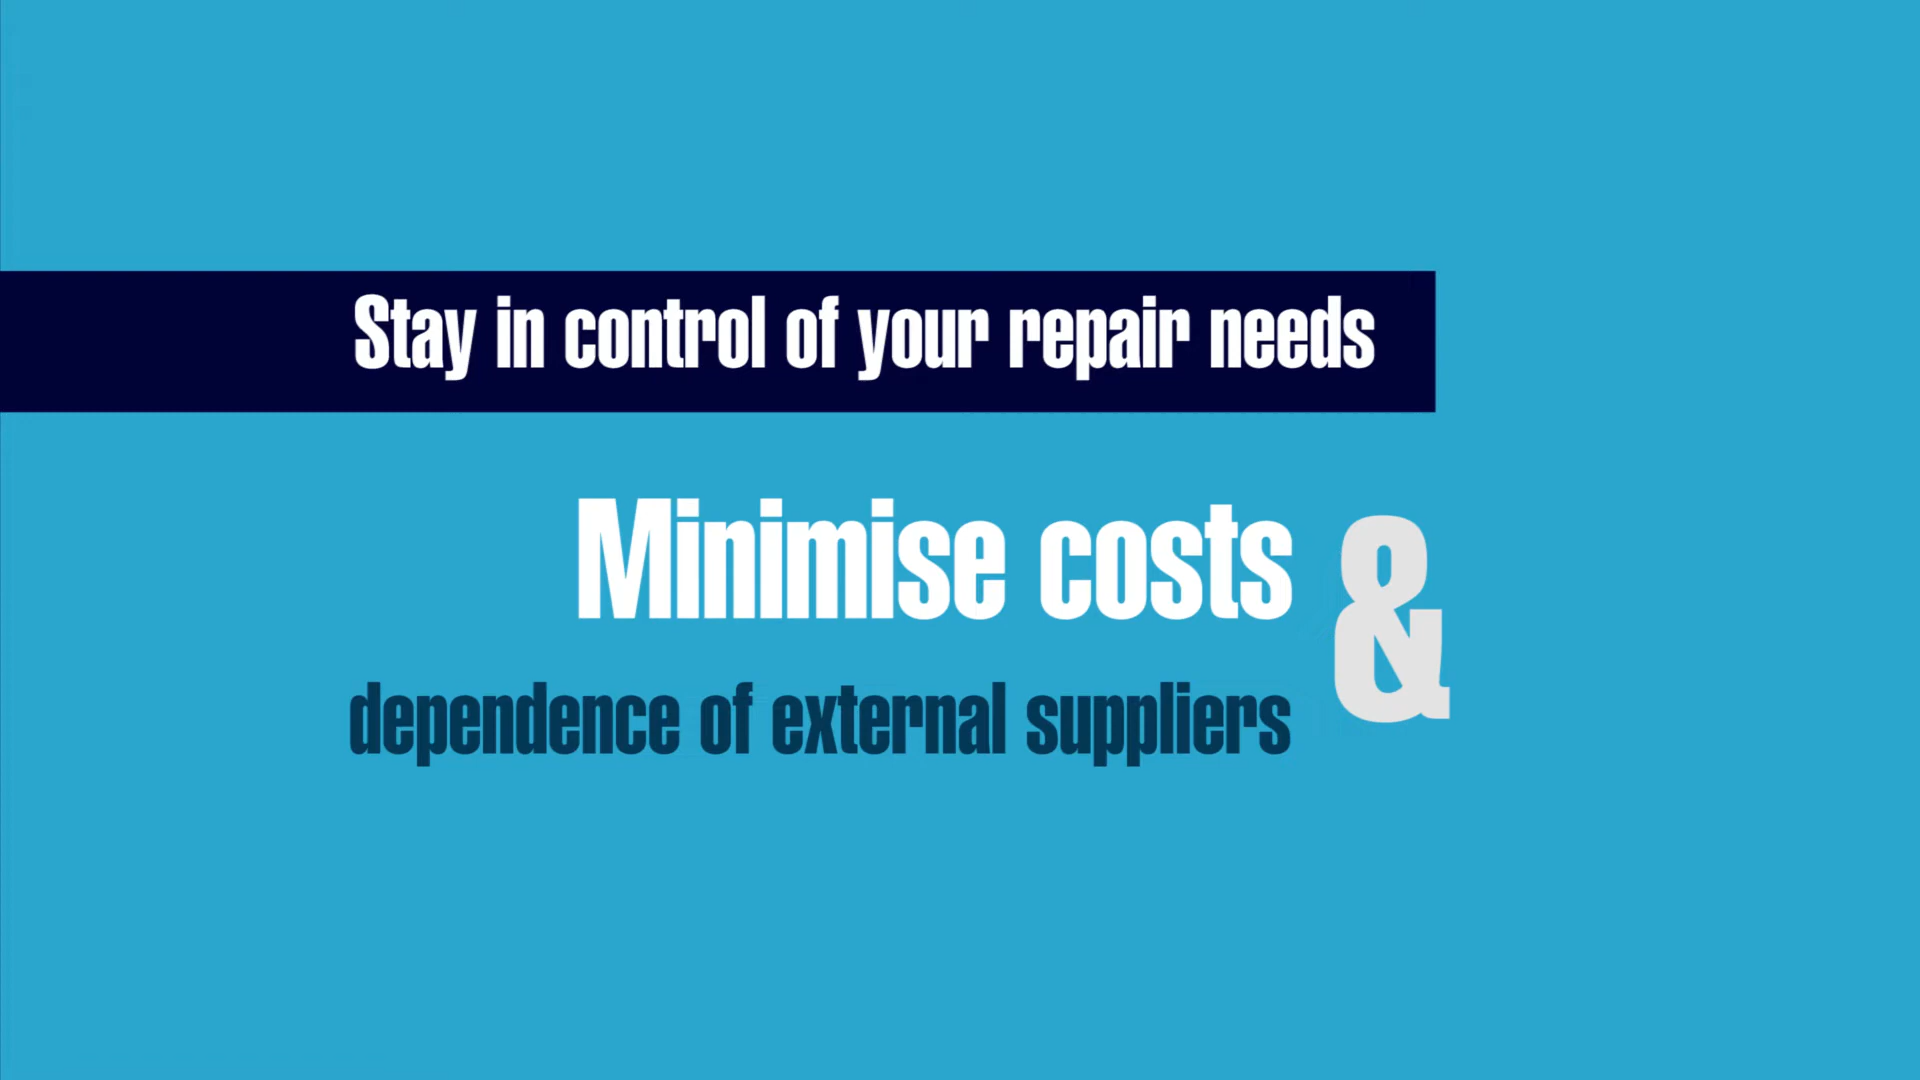 Stay in control of your repair needs
Minimise costs &
dependence of external suppliers